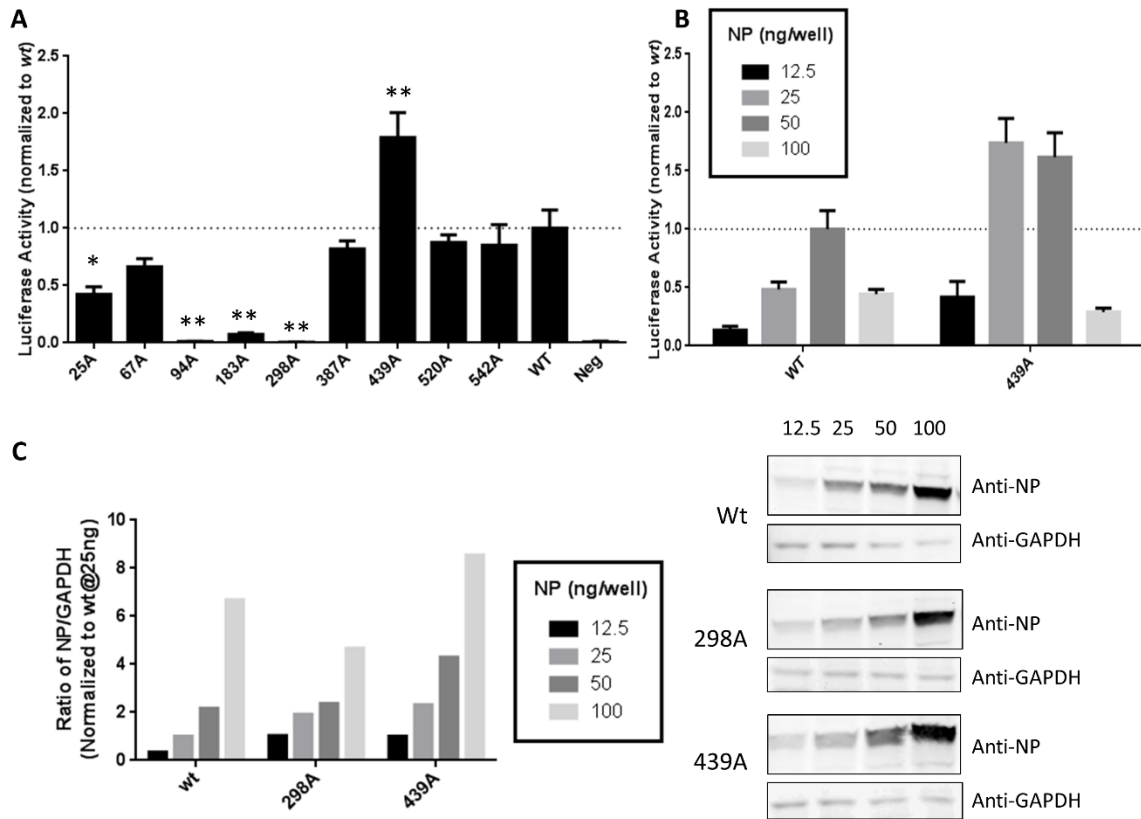 A
Luciferase Activity (normalized to wt)
2.5
2.0
1.5
1.0
0.5
0.0
*
**
**
**
**
25A
67A
94A
183A
298A
387A
439A
520A
542A
WT
Neg
B
Luciferase Activity (normalized to wt)
2.5
2.0
1.5
1.0
0.5
0.0
NP (ng/well)
12.5
25
50
100
WT
439A
C
Ratio of NP/GAPDH
(Normalized to wt@25ng)
10
8
6
4
2
0
wt
298A
439A
NP (ng/well)
12.5
25
50
100
12.5 25 50 100
Wt
Anti-NP
Anti-GAPDH
298A
Anti-NP
Anti-GAPDH
439A
Anti-NP
Anti-GAPDH